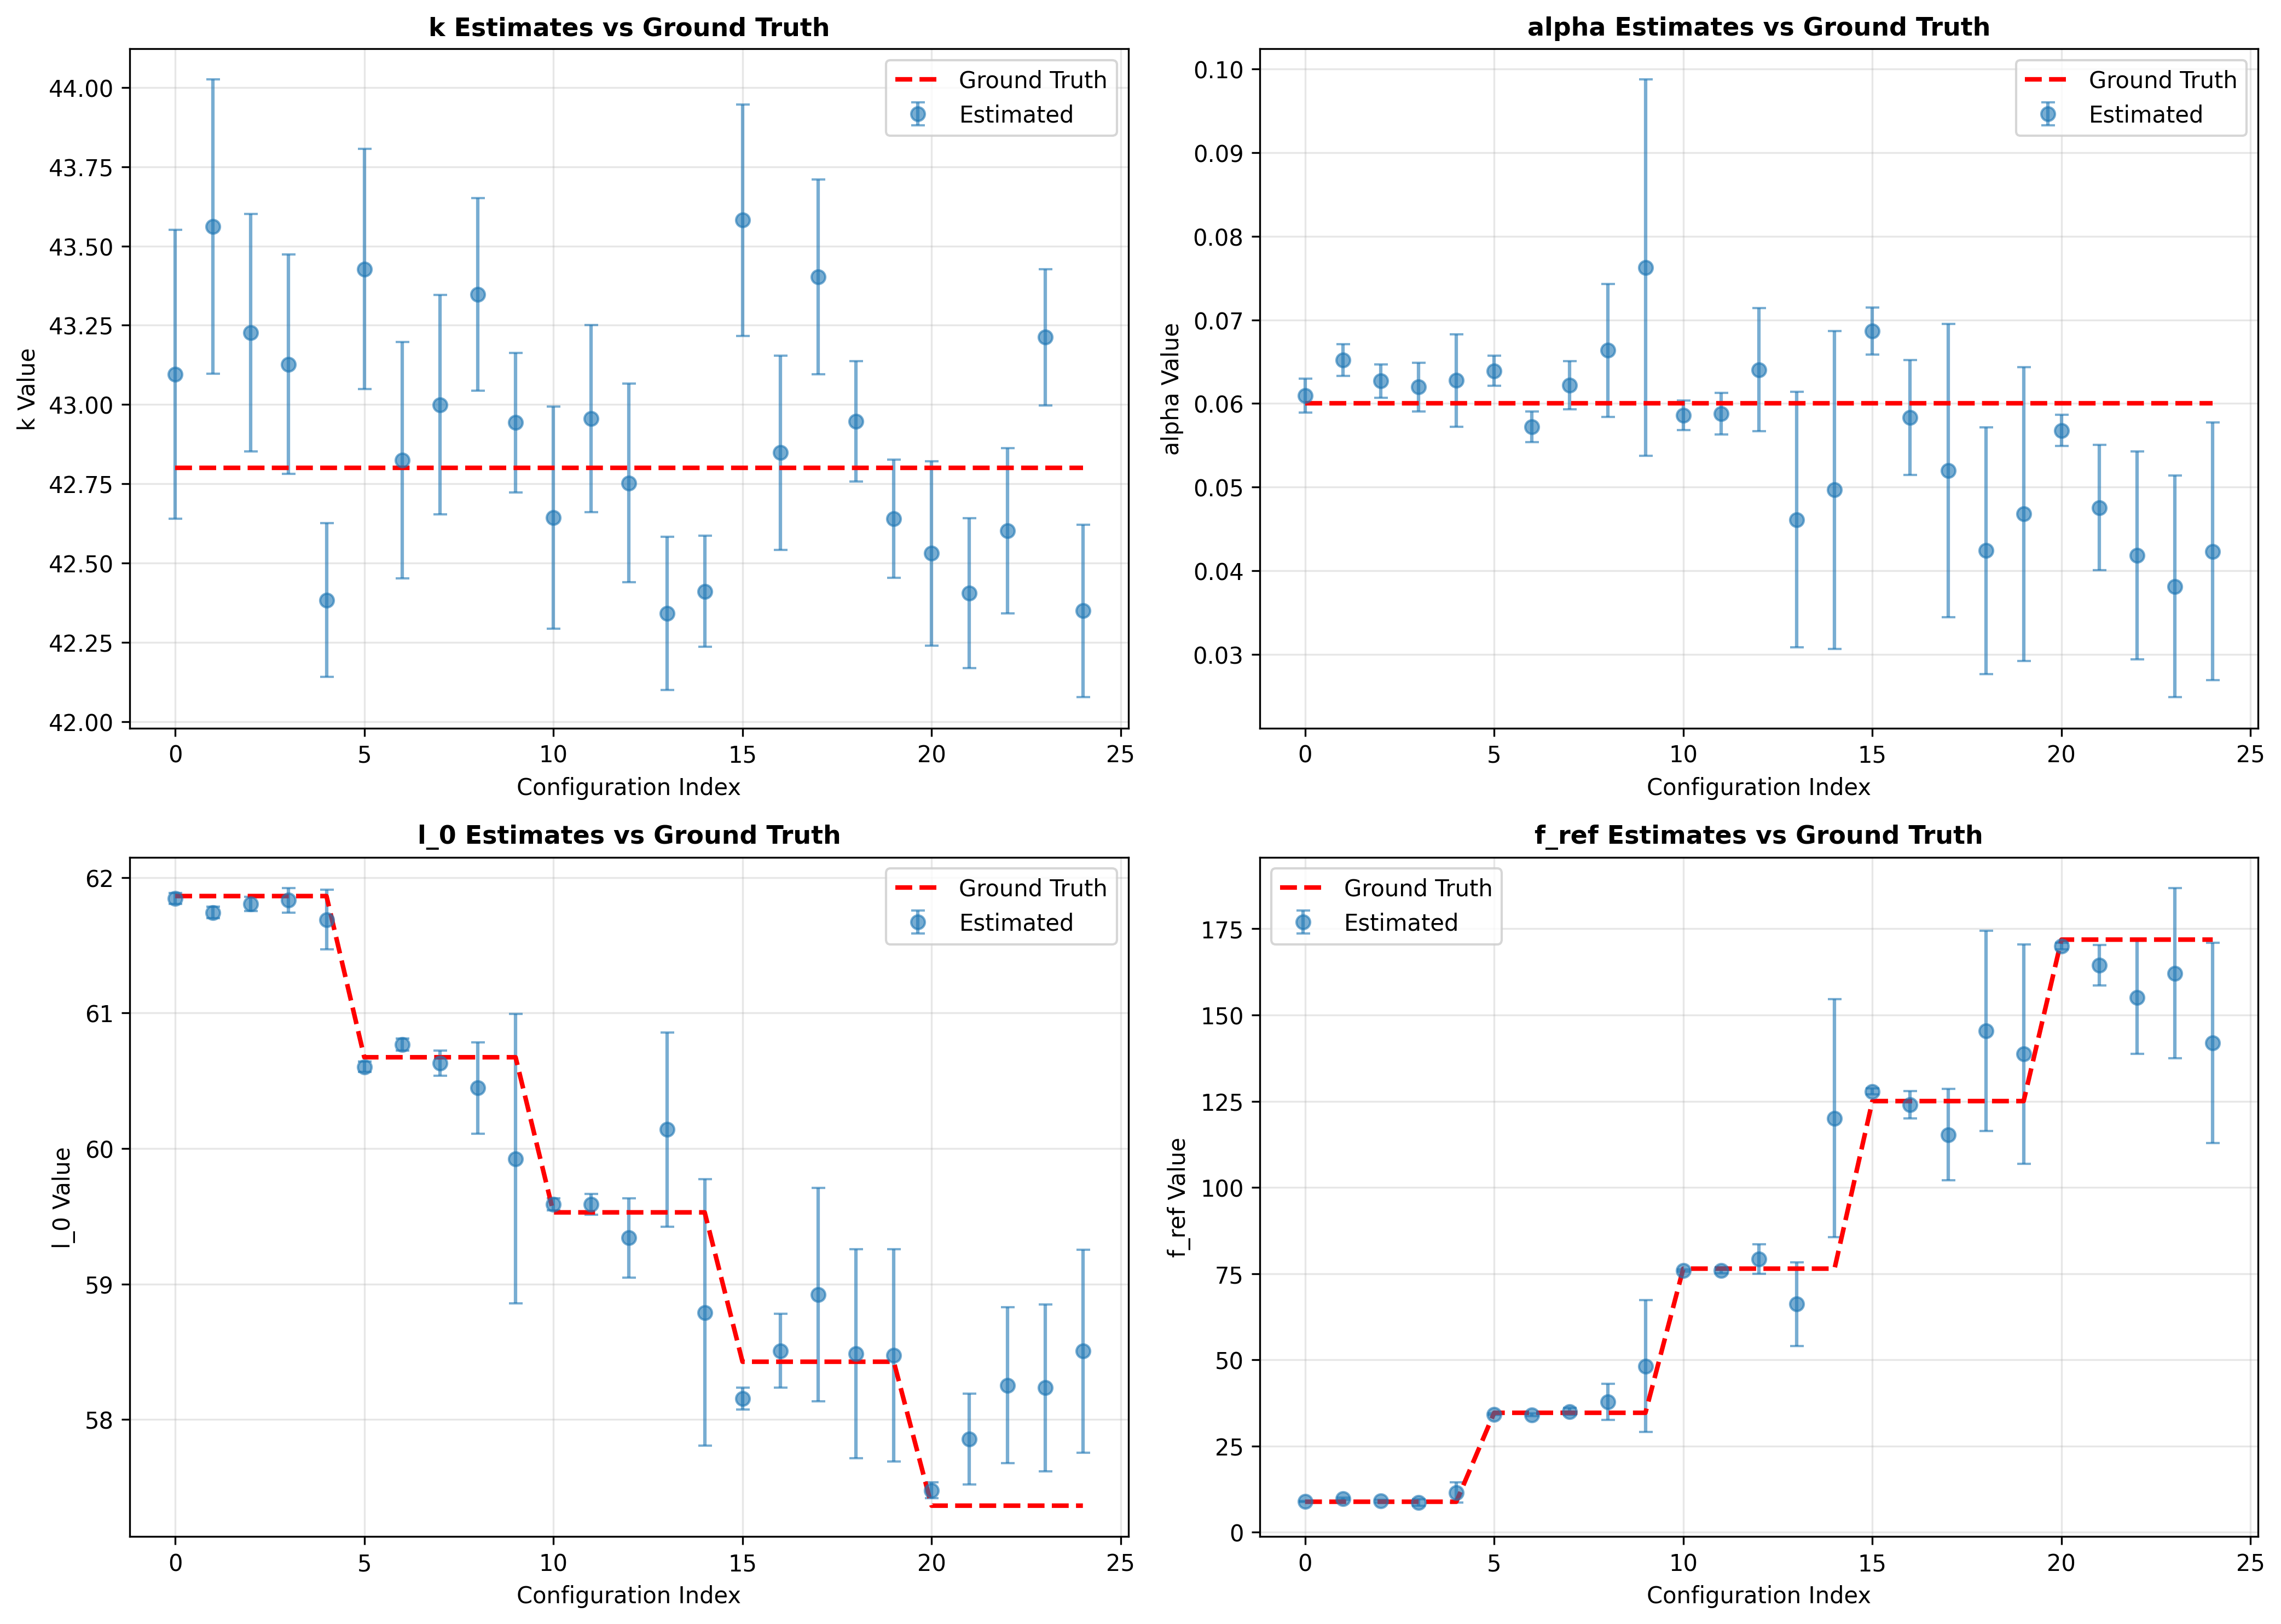 k Estimates vs Ground Truth
44.00
43.75
43.50
43.25
43.00
42.75
42.50
42.25
42.00
k Value
Ground Truth
Estimated
0 5 10 15 20 25
Configuration Index
alpha Estimates vs Ground Truth
0.10
0.09
0.08
0.07
0.06
0.05
0.04
0.03
alpha Value
Ground Truth
Estimated
0 5 10 15 20 25
Configuration Index
l_0 Estimates vs Ground Truth
62
61
60
59
58
l_0 Value
Ground Truth
Estimated
0 5 10 15 20 25
Configuration Index
f_ref Estimates vs Ground Truth
175
150
125
100
75
50
25
0
f_ref Value
Ground Truth
Estimated
0 5 10 15 20 25
Configuration Index